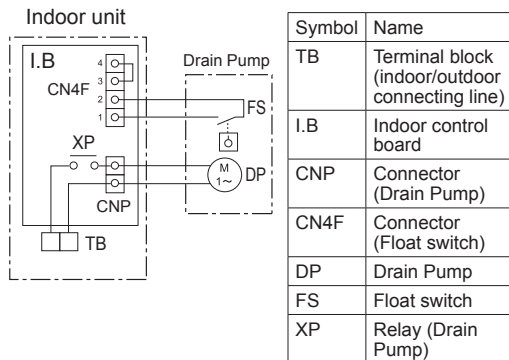 Indoor unit
I.B
CN4F
4
3
2
1
XP
CNP
TB
Drain Pump
FS
M
1~
DP
Symbol Name
TB Terminal block
(indoor/outdoor
connecting line)
I.B Indoor control
board
CNP Connector
(Drain Pump)
CN4F Connector
(Float switch)
DP Drain Pump
FS Float switch
XP Relay (Drain
Pump)